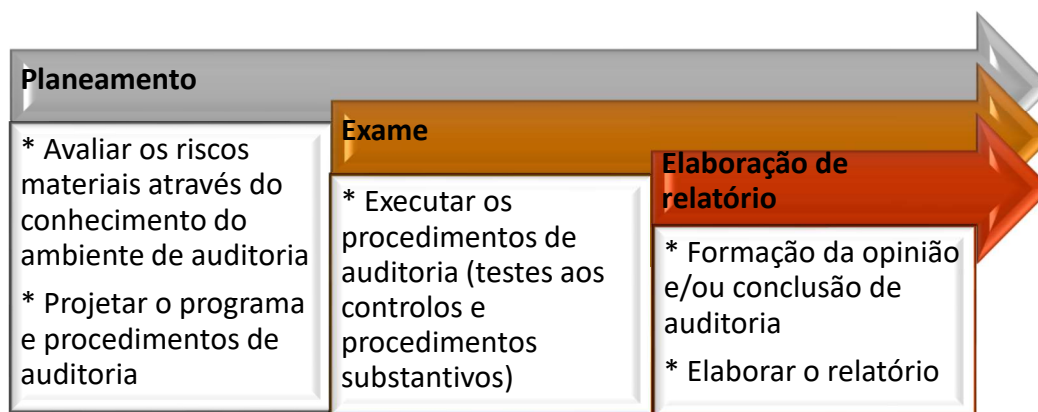 Planeamento
* Avaliar os riscos
materiais através do
conhecimento do
ambiente de auditoria
* Projetar o programa
e procedimentos de
auditoria
Exame
* Executar os
procedimentos de
auditoria (testes aos
controlos e
procedimentos
substantivos)
Elaboração de
relatório
* Formação da opinião
e/ou conclusão de
auditoria
* Elaborar o relatório